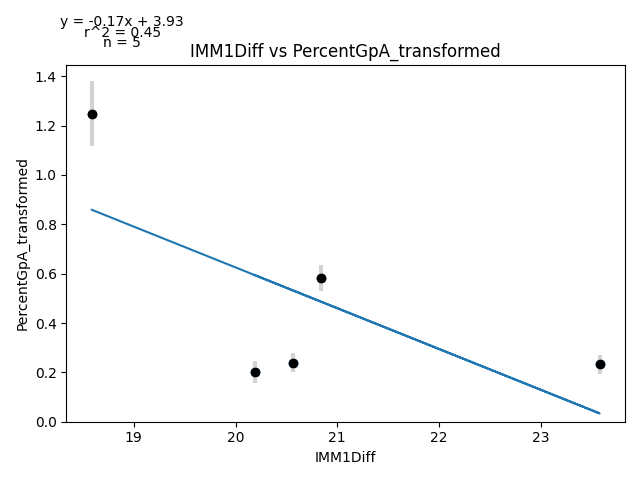 y = -0.17x + 3.93
r^2 = 0.45
n = 5
IMM1Diff vs PercentGpA_transformed
PercentGpA_transformed
1.4
1.2
1.0
0.8
0.6
0.4
0.2
0.0
19 20 21 22 23
IMM1Diff